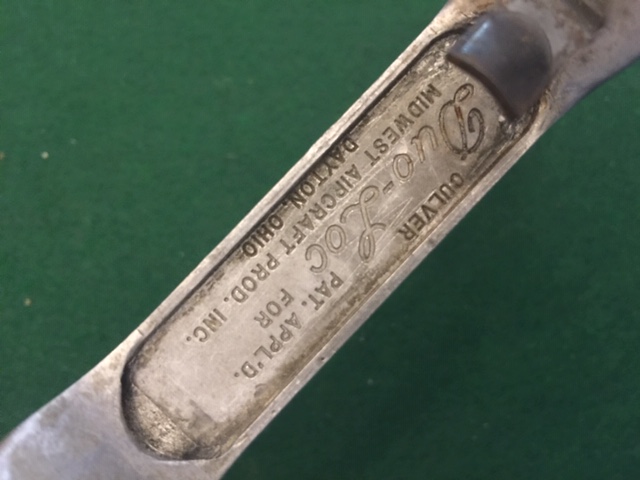 CULVER PAT. APPL'D.
Duo-Loc FOR
MIDWEST AIRCRAFT PROD. INC.
DAYTON, OHIO